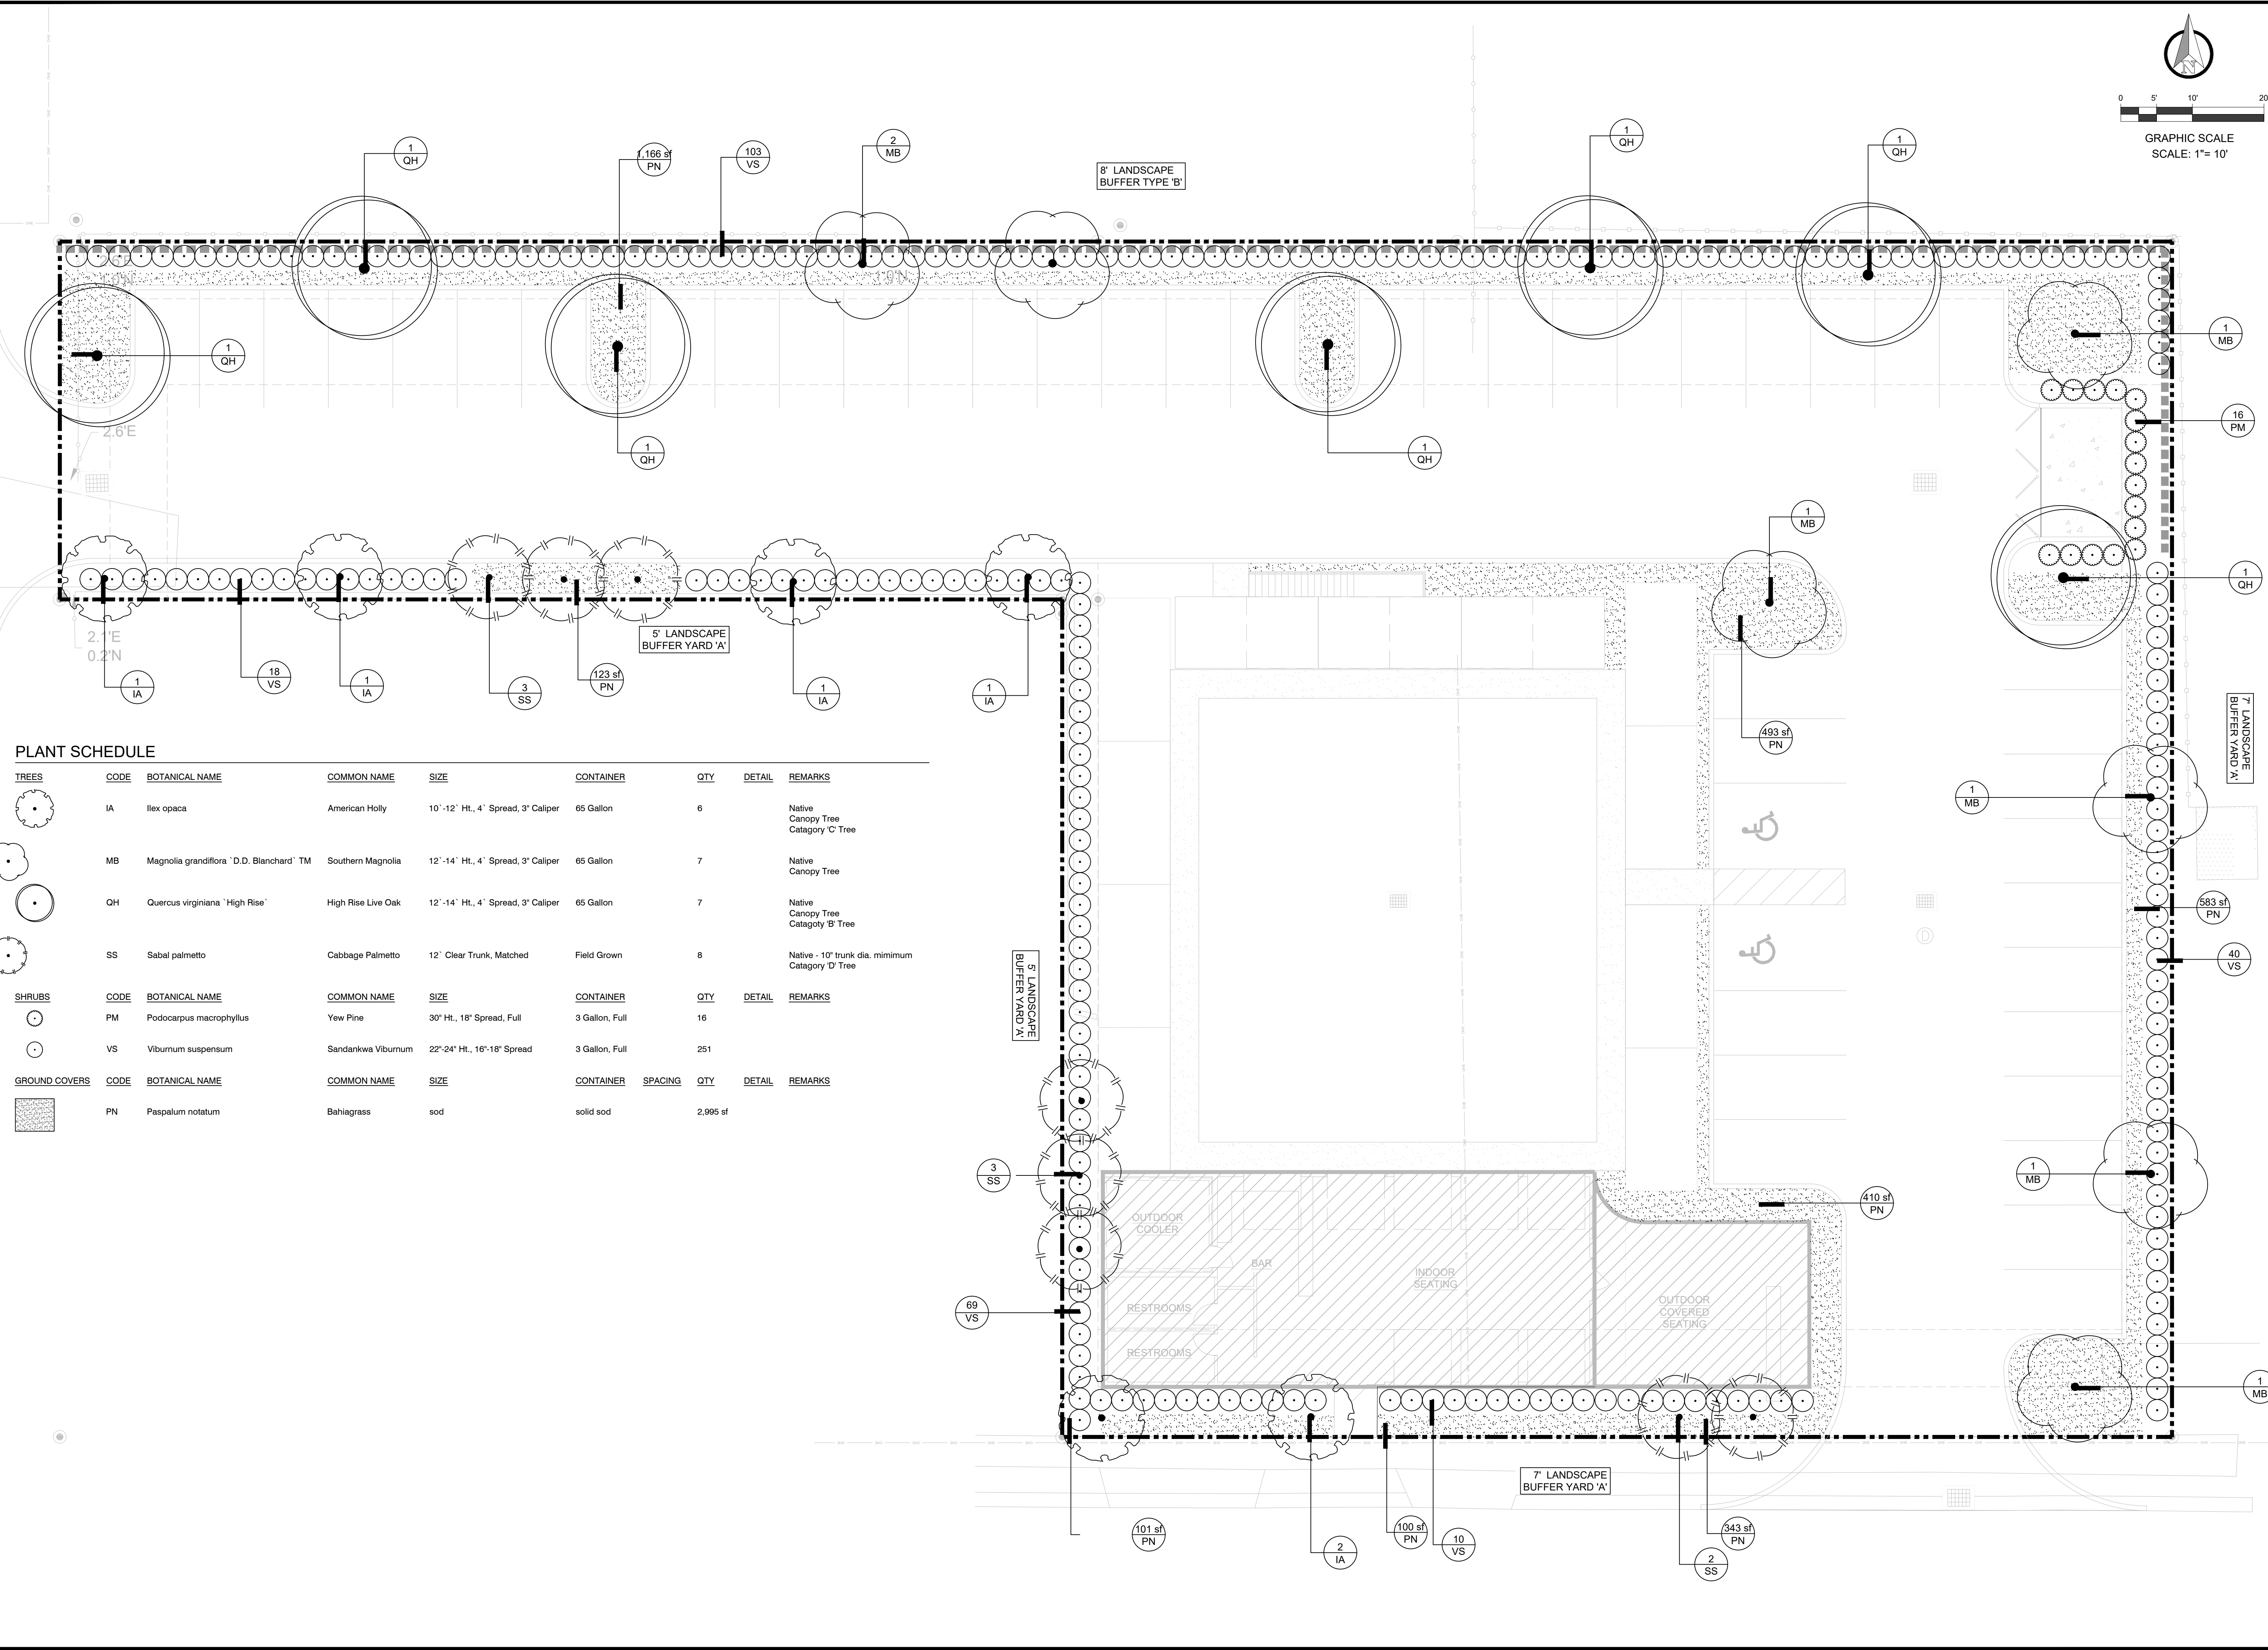 N
0 5' 10' 20
GRAPHIC SCALE
SCALE: 1"= 10'
1
QH
1,166 sf
PN
103
VS
2
MB
8' LANDSCAPE
BUFFER TYPE 'B'
1
QH
1
QH
2.6'E
1.0'N
1.9'N
1
QH
1
MB
2.6'E
1
QH
1
QH
16
PM
1
MB
1
QH
2.1'E
0.2'N
1
IA
18
VS
1
IA
3
SS
123 sf
PN
5' LANDSCAPE
BUFFER YARD 'A'
1
IA
1
IA
493 sf
PN
7' LANDSCAPE
BUFFER YARD 'A'
1
MB
583 sf
PN
40
VS
D
5' LANDSCAPE
BUFFER YARD 'A'
PLANT SCHEDULE
TREES CODE BOTANICAL NAME COMMON NAME SIZE CONTAINER QTY DETAIL REMARKS
IA Ilex opaca American Holly 10`-12` Ht., 4` Spread, 3" Caliper 65 Gallon 6 Native
Canopy Tree
Catagory 'C' Tree
MB Magnolia grandiflora `D.D. Blanchard` TM Southern Magnolia 12`-14` Ht., 4` Spread, 3" Caliper 65 Gallon 7 Native
Canopy Tree
QH Quercus virginiana `High Rise` High Rise Live Oak 12`-14` Ht., 4` Spread, 3" Caliper 65 Gallon 7 Native
Canopy Tree
Catagoty 'B' Tree
SS Sabal palmetto Cabbage Palmetto 12` Clear Trunk, Matched Field Grown 8 Native - 10" trunk dia. mimimum
Catagory 'D' Tree
SHRUBS CODE BOTANICAL NAME COMMON NAME SIZE CONTAINER QTY DETAIL REMARKS
PM Podocarpus macrophyllus Yew Pine 30" Ht., 18" Spread, Full 3 Gallon, Full 16
VS Viburnum suspensum Sandankwa Viburnum 22"-24" Ht., 16"-18" Spread 3 Gallon, Full 251
GROUND COVERS CODE BOTANICAL NAME COMMON NAME SIZE CONTAINER SPACING QTY DETAIL REMARKS
PN Paspalum notatum Bahiagrass sod solid sod 2,995 sf
3
SS
1
MB
410 sf
PN
OUTDOOR
COOLER
BAR
INDOOR
SEATING
RESTROOMS
OUTDOOR
COVERED
SEATING
RESTROOMS
69
VS
1
MB
7' LANDSCAPE
BUFFER YARD 'A'
101 sf
PN
2
IA
100 sf
PN
10
VS
343 sf
PN
2
SS